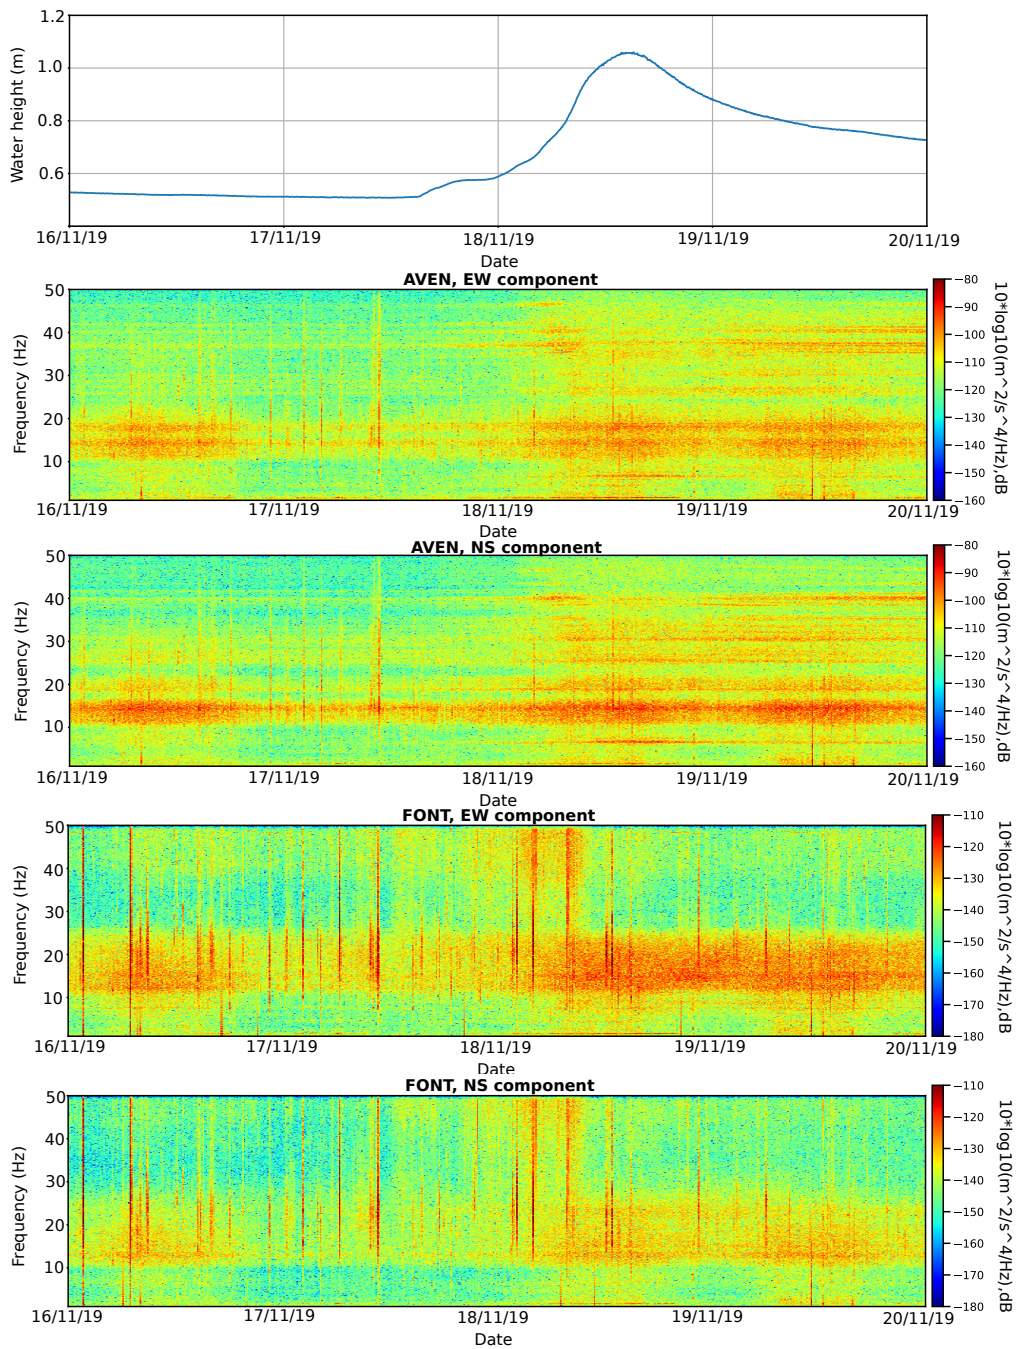 1.2
1.0
0.8
0.6
Water height (m)
16/11/19 17/11/19 18/11/19 19/11/19 20/11/19
Date
AVEN, EW component
50
40
30
20
10
Frequency (Hz)
16/11/19 17/11/19 18/11/19 19/11/19 20/11/19
Date
−80
−90
−100
−110
−120
−130
−140
−150
−160
10*log10(m^2/s^4/Hz),dB
AVEN, NS component
50
40
30
20
10
Frequency (Hz)
16/11/19 17/11/19 18/11/19 19/11/19 20/11/19
Date
−80
−90
−100
−110
−120
−130
−140
−150
−160
10*log10(m^2/s^4/Hz),dB
FONT, EW component
50
40
30
20
10
Frequency (Hz)
16/11/19 17/11/19 18/11/19 19/11/19 20/11/19
Date
−110
−120
−130
−140
−150
−160
−170
−180
10*log10(m^2/s^4/Hz),dB
FONT, NS component
50
40
30
20
10
Frequency (Hz)
16/11/19 17/11/19 18/11/19 19/11/19 20/11/19
Date
−110
−120
−130
−140
−150
−160
−170
−180
10*log10(m^2/s^4/Hz),dB